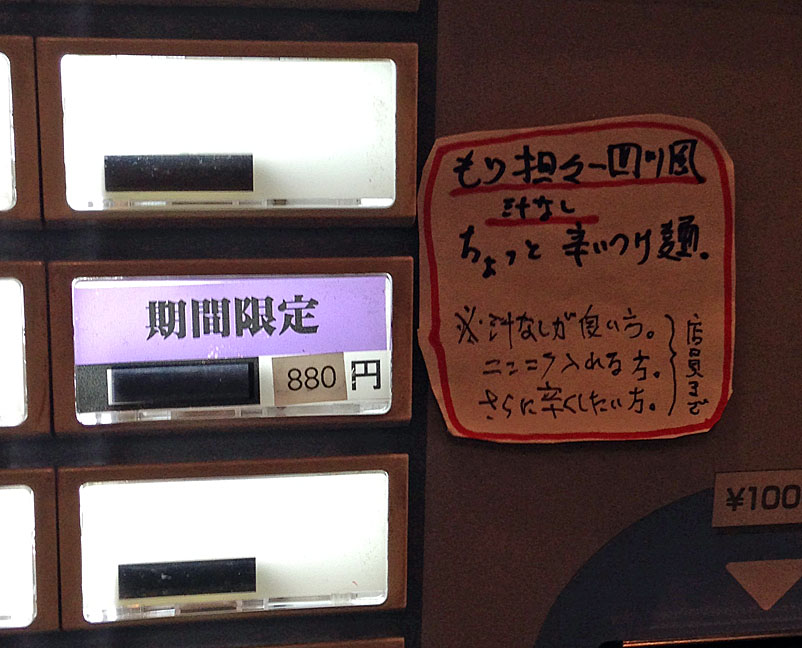 期間限定
880円
もり担々一四川風
汁なし
ちょっと辛いつけ麺。
※汁なしが良い方。
ニンニク入れる方。
さらに辛くしたい方。
店員まで
¥100